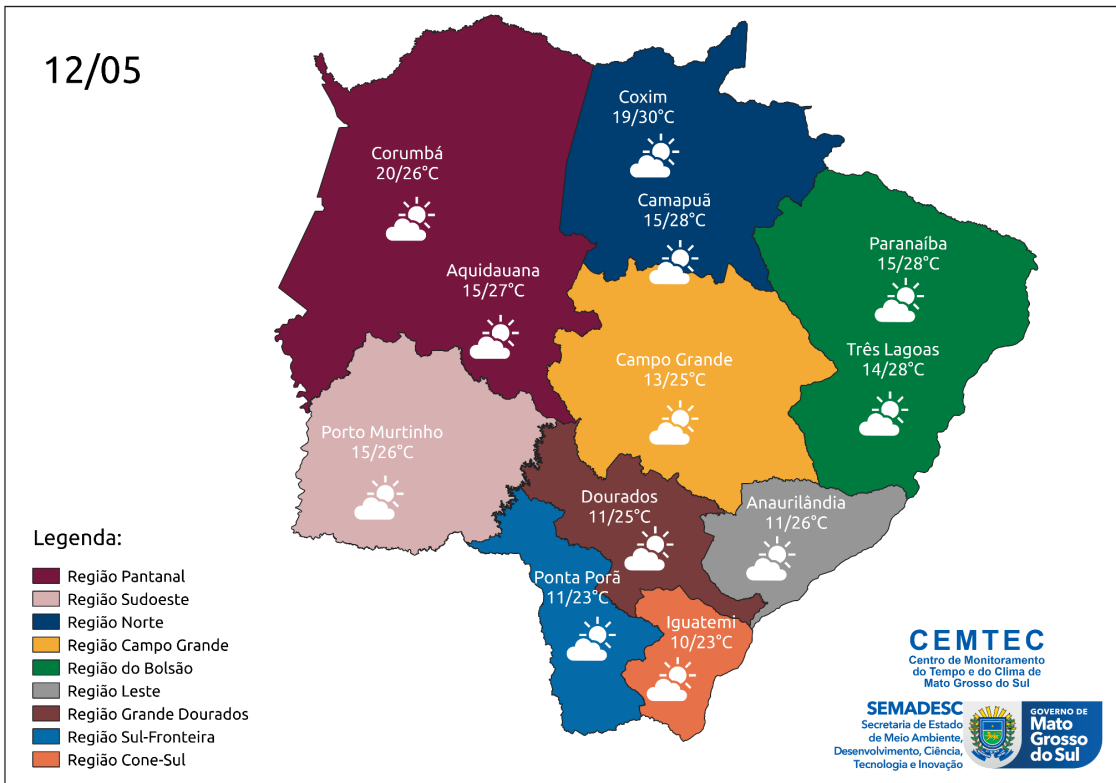 12/05
Coxim
19/30°C
Corumbá
20/26°C
Camapuã
15/28°C
Paranaíba
15/28°C
Aquidauana
15/27°C
Três Lagoas
14/28°C
Campo Grande
13/25°C
Porto Murtinho
15/26°C
Dourados
11/25°C
Anaurilândia
11/26°C
Ponta Porã
11/23°C
Iguatemi
10/23°C
Legenda:
Região Pantanal
Região Sudoeste
Região Norte
Região Campo Grande
Região do Bolsão
Região Leste
Região Grande Dourados
Região Sul-Fronteira
Região Cone-Sul
CEMTEC
Centro de Monitoramento
do Tempo e do Clima de
Mato Grosso do Sul
SEMADESC
Secretaria de Estado
de Meio Ambiente,
Desenvolvimento, Ciência,
Tecnologia e Inovação
GOVERNO DE
Mato
Grosso
do Sul